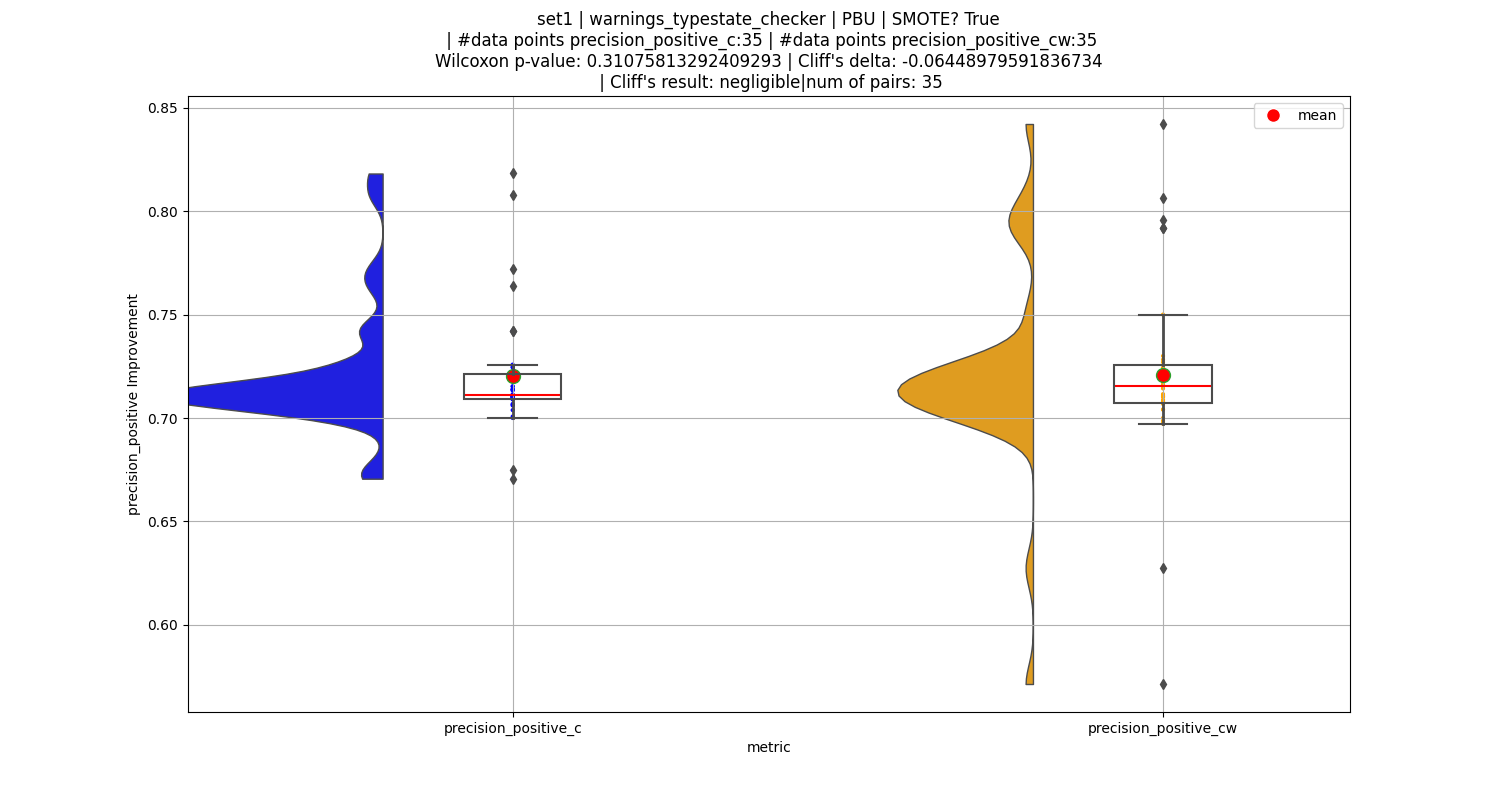 set1 | warnings_typestate_checker | PBU | SMOTE? True
| #data points precision_positive_c:35 | #data points precision_positive_cw:35
Wilcoxon p-value: 0.31075813292409293 | Cliff's delta: -0.06448979591836734
| Cliff's result: negligible|num of pairs: 35
mean
0.85
0.80
0.75
0.70
0.65
0.60
precision_positive Improvement
precision_positive_c
precision_positive_cw
metric